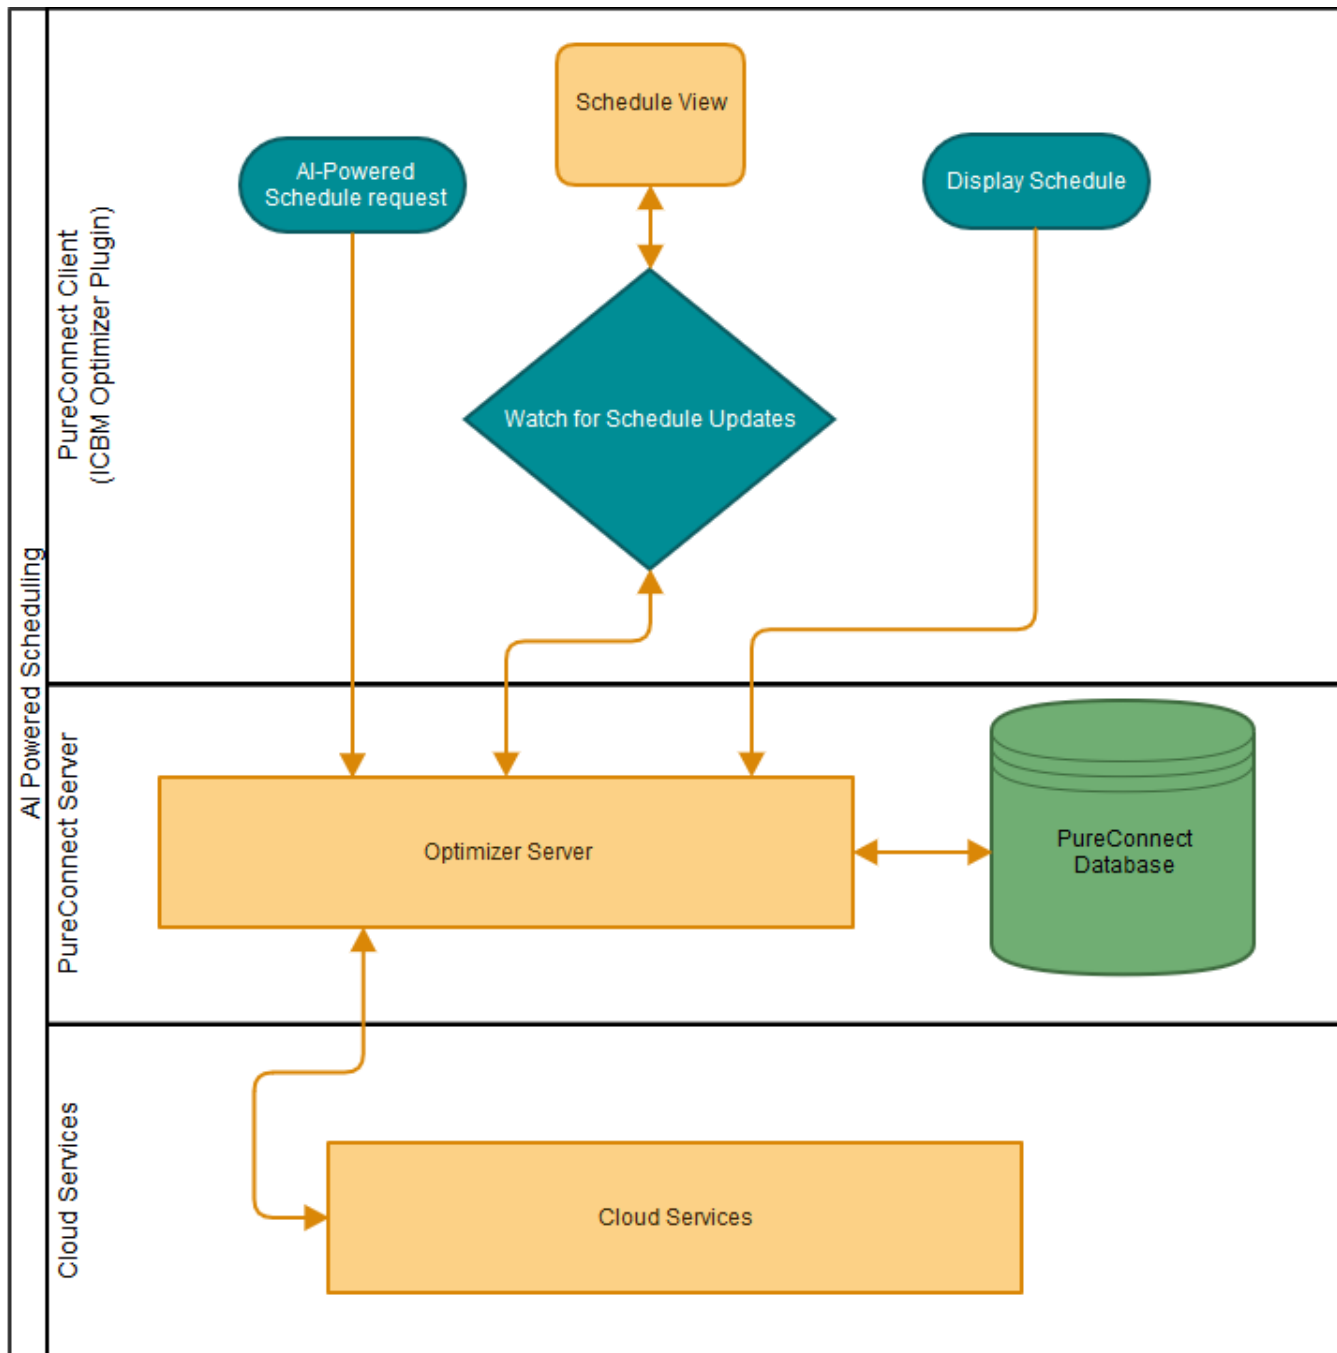 AI Powered Scheduling
PureConnect Client
(ICBM Optimizer Plugin)
Schedule View
AI-Powered
Schedule request
Display Schedule
Watch for Schedule Updates
PureConnect Server
Optimizer Server
PureConnect
Database
Cloud Services
Cloud Services